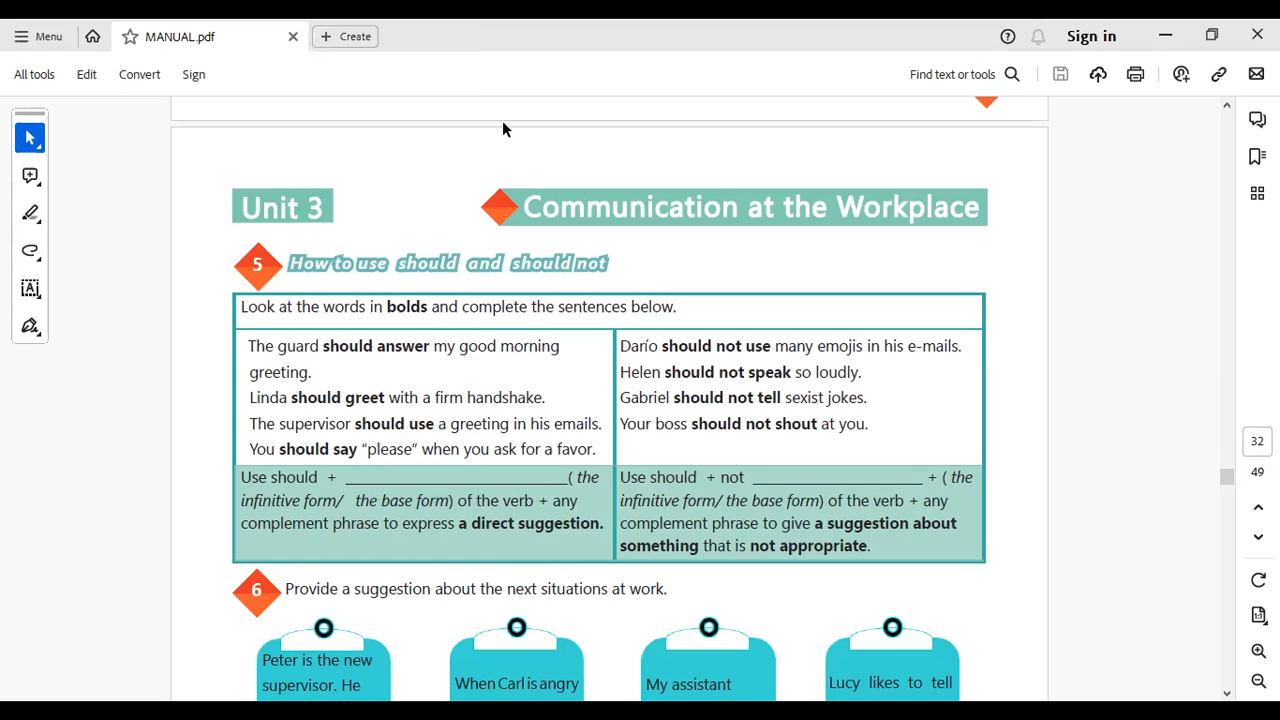 Menu
MANUAL.pdf
Create
Sign in
All tools
Edit
Convert
Sign
Find text or tools
Unit 3
Communication at the Workplace
5
How to use should and should not
Look at the words in bolds and complete the sentences below.
The guard should answer my good morning
greeting.
Linda should greet with a firm handshake.
The supervisor should use a greeting in his emails.
You should say “please” when you ask for a favor.
Darío should not use many emojis in his e-mails.
Helen should not speak so loudly.
Gabriel should not tell sexist jokes.
Your boss should not shout at you.
Use should + ________________________( the
infinitive form/ the base form) of the verb + any
complement phrase to express a direct suggestion.
Use should + not ___________________ + ( the
infinitive form/ the base form) of the verb + any
complement phrase to give a suggestion about
something that is not appropriate.
6
Provide a suggestion about the next situations at work.
Peter is the new
supervisor. He
When Carl is angry
My assistant
Lucy likes to tell
32
49